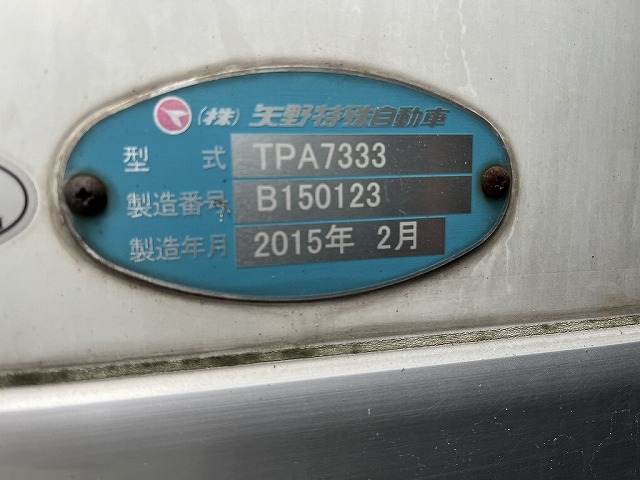 (株) 矢野特殊自動車
型 式 TPA7333
製造番号 B150123
製造年月 2015年 2月